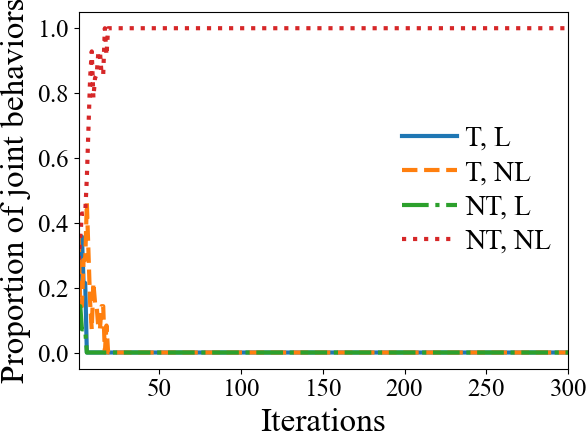 Proportion of joint behaviors
1.0
0.8
0.6
0.4
0.2
0.0
T, L
T, NL
NT, L
NT, NL
50 100 150 200 250 300
Iterations